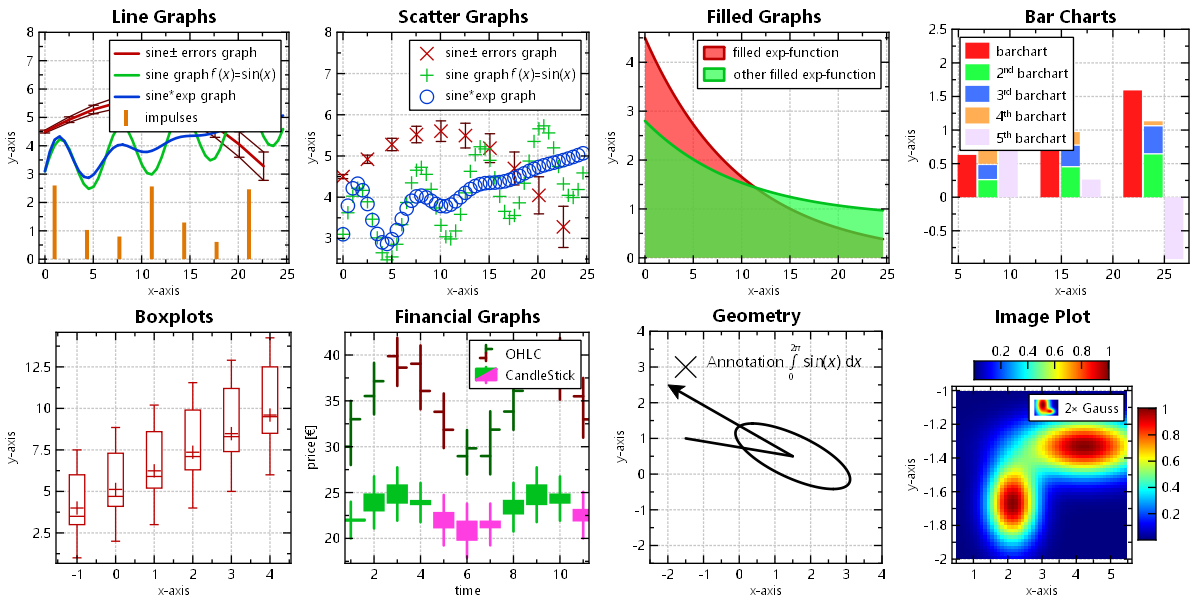 Line Graphs
8
7
6
5
4
3
2
1
0
y-axis
sine± errors graph
sine graph f (x)=sin(x)
sine*exp graph
impulses
0 5 10 15 20 25
x-axis
Scatter Graphs
8
7
6
5
4
3
y-axis
sine± errors graph
sine graph f (x)=sin(x)
sine*exp graph
0 5 10 15 20 25
x-axis
Filled Graphs
4
3
2
1
0
y-axis
filled exp-function
other filled exp-function
0 5 10 15 20 25
x-axis
Bar Charts
2.5
2
1.5
1
0.5
0
-0.5
y-axis
barchart
2nd barchart
3rd barchart
4th barchart
5th barchart
5 10 15 20 25
x-axis
Boxplots
12.5
10
7.5
5
2.5
y-axis
-1 0 1 2 3 4
x-axis
Financial Graphs
40
35
30
25
20
price[€]
OHLC
CandleStick
2 4 6 8 10
time
Geometry
4
3
2
1
0
-1
-2
y-axis
Annotation ∫₀²π sin(x) dx
-2 -1 0 1 2 3 4
x-axis
Image Plot
0.2 0.4 0.6 0.8 1
-1
-1.2
-1.4
-1.6
-1.8
-2
y-axis
2× Gauss
1 2 3 4 5
x-axis
1
0.8
0.6
0.4
0.2